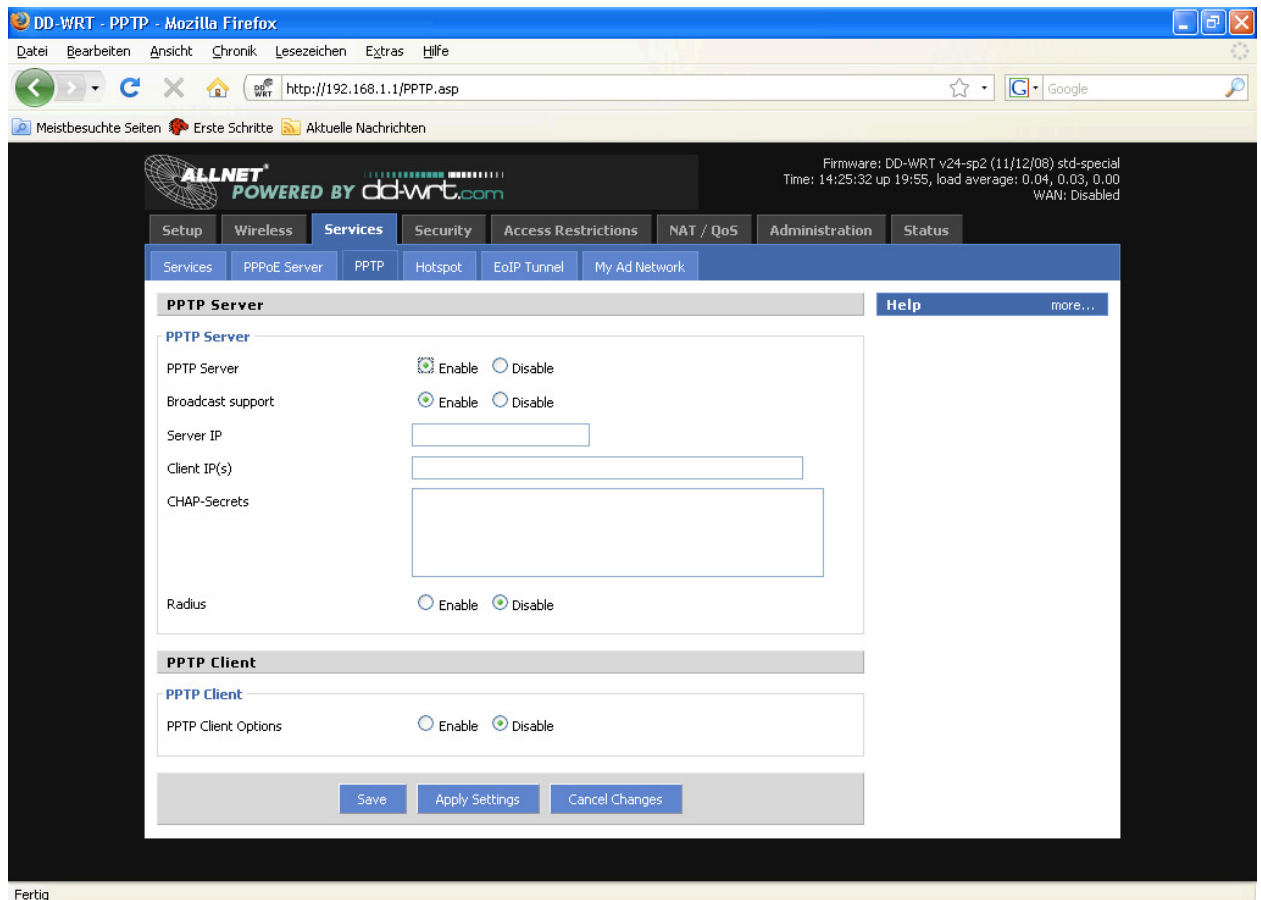 DD-WRT - PPTP - Mozilla Firefox
Datei Bearbeiten Ansicht Chronik Lesezeichen Extras Hilfe
DD WRT http://192.168.1.1/PPTP.asp G Google
Meistbesuchte Seiten Erste Schritte Aktuelle Nachrichten
ALLNET
POWERED BY dd-wrt.com
Firmware: DD-WRT v24-sp2 (11/12/08) std-special
Time: 14:25:32 up 19:55, load average: 0.04, 0.03, 0.00
WAN: Disabled
Setup Wireless Services Security Access Restrictions NAT / QoS Administration Status
Services PPPoE Server PPTP Hotspot EoIP Tunnel My Ad Network
PPTP Server
Help more...
PPTP Server
PPTP Server Enable Disable
Broadcast support Enable Disable
Server IP
Client IP(s)
CHAP-Secrets
Radius Enable Disable
PPTP Client
PPTP Client
PPTP Client Options Enable Disable
Save Apply Settings Cancel Changes
Fertig